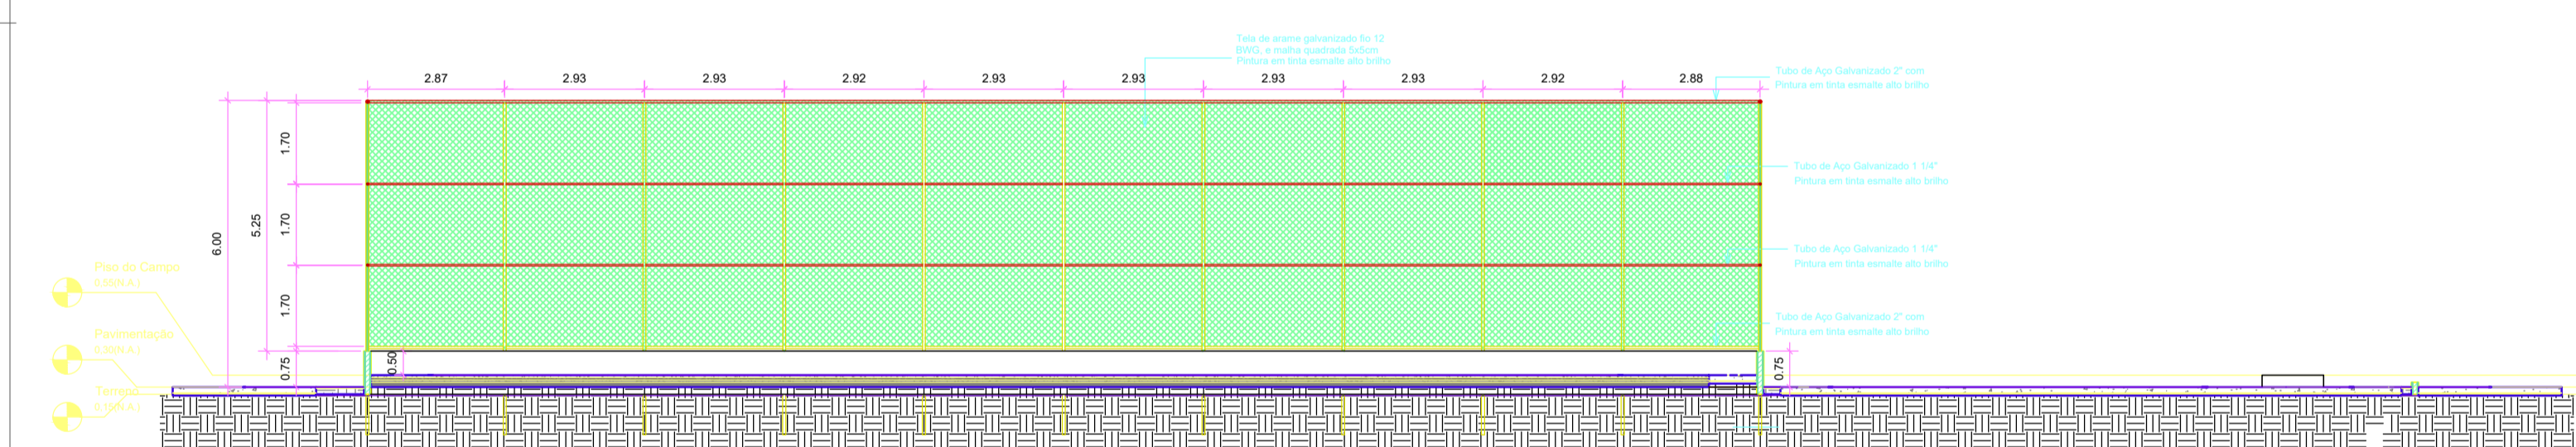 Tela de arame galvanizado fio 12
BWG, e malha quadrada 5x5cm
Pintura em tinta esmalte alto brilho
2.87
2.93
2.93
2.92
2.93
2.93
2.93
2.93
2.92
2.88
Tubo de Aço Galvanizado 2" com
Pintura em tinta esmalte alto brilho
1.70
Tubo de Aço Galvanizado 1 1/4"
Pintura em tinta esmalte alto brilho
6.00
5.25
1.70
Tubo de Aço Galvanizado 1 1/4"
Pintura em tinta esmalte alto brilho
Piso do Campo
1.70
Tubo de Aço Galvanizado 2" com
Pintura em tinta esmalte alto brilho
Pavimentação
0.75
0.50
0.75
Terreno